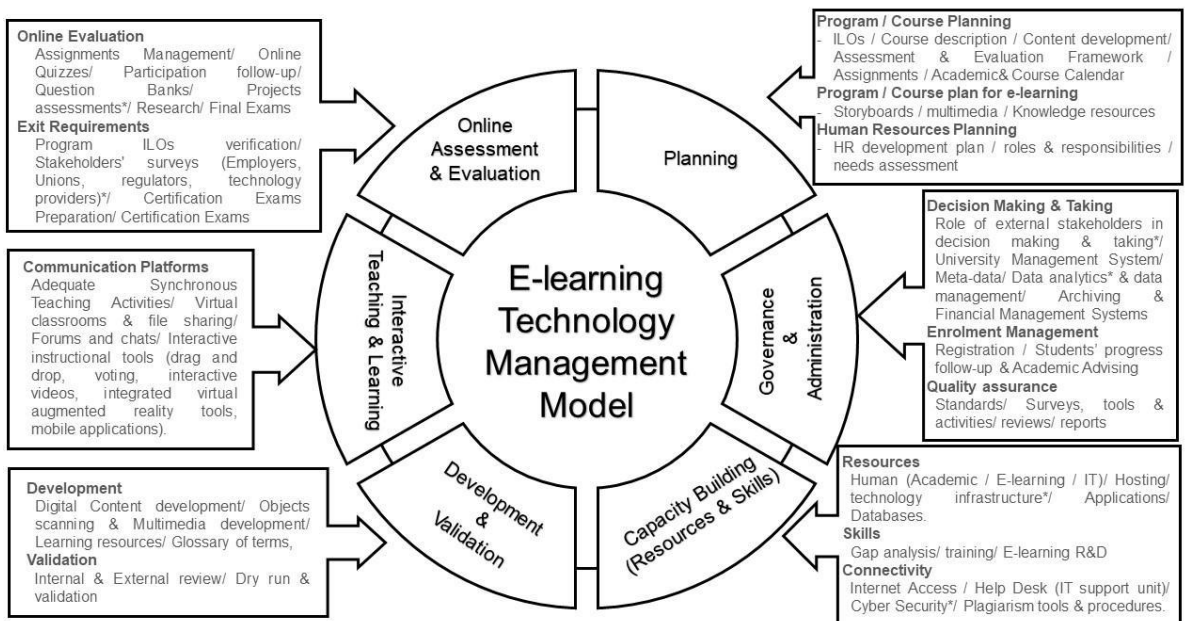 Online Evaluation
Assignments Management/ Online
Quizzes/ Participation follow-up/
Question Banks/ Projects
assessments*/ Research/ Final Exams
Exit Requirements
Program ILOs verification/
Stakeholders' surveys (Employers,
Unions, regulators, technology
providers)*/ Certification Exams
Preparation/ Certification Exams
Communication Platforms
Adequate Synchronous
Teaching Activities/ Virtual
classrooms & file sharing/
Forums and chats/ Interactive
instructional tools (drag and
drop, voting, interactive
videos, integrated virtual
augmented reality tools,
mobile applications).
Development
Digital Content development/ Objects
scanning & Multimedia development/
Learning resources/ Glossary of terms,
Validation
Internal & External review/ Dry run &
validation
Online
Assessment
& Evaluation
Planning
Interactive
Teaching & Learning
E-learning
Technology
Management
Model
Governance
&
Administration
Development
&
Validation
Capacity Building
(Resources & Skills)
Program / Course Planning
- ILOs / Course description / Content development/
Assessment & Evaluation Framework /
Assignments / Academic& Course Calendar
Program / Course plan for e-learning
- Storyboards / multimedia / Knowledge resources
Human Resources Planning
- HR development plan / roles & responsibilities /
needs assessment
Decision Making & Taking
Role of external stakeholders in
decision making & taking*/
University Management System/
Meta-data/ Data analytics* & data
management/ Archiving &
Financial Management Systems
Enrolment Management
Registration / Students' progress
follow-up & Academic Advising
Quality assurance
Standards/ Surveys, tools &
activities/ reviews/ reports
Resources
Human (Academic / E-learning / IT)/ Hosting/
technology infrastructure*/ Applications/
Databases.
Skills
Gap analysis/ training/ E-learning R&D
Connectivity
Internet Access / Help Desk (IT support unit)/
Cyber Security*/ Plagiarism tools & procedures.